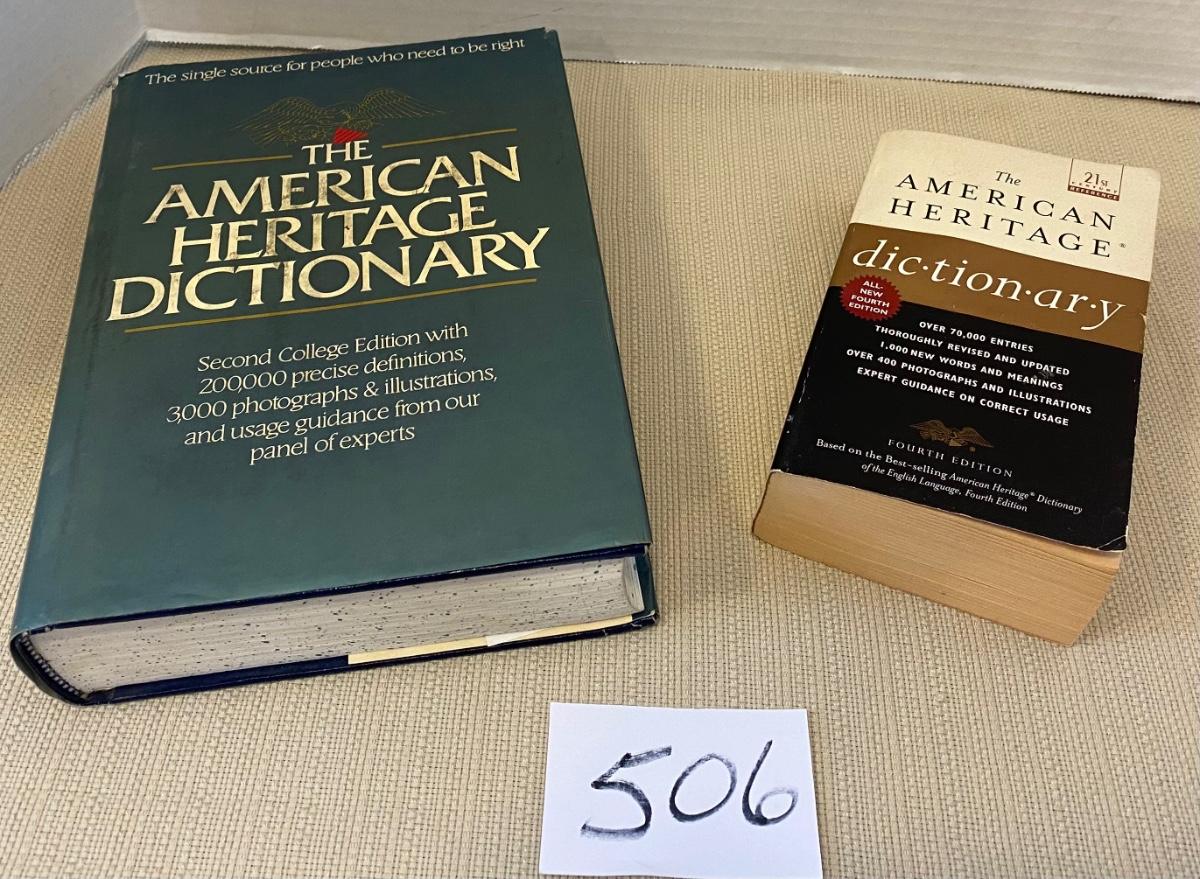 The single source for people who need to be right
THE
AMERICAN
HERITAGE
DICTIONARY
Second College Edition with
200,000 precise definitions,
3,000 photographs & illustrations,
and usage guidance from our
panel of experts
The
AMERICAN
HERITAGE®
21ST
CENTURY
REFERENCE
dic·tion·ar·y
ALL-
NEW
FOURTH
EDITION
OVER 70,000 ENTRIES
THOROUGHLY REVISED AND UPDATED
1,000 NEW WORDS AND MEANINGS
OVER 400 PHOTOGRAPHS AND ILLUSTRATIONS
EXPERT GUIDANCE ON CORRECT USAGE
FOURTH EDITION
Based on the Best-selling American Heritage® Dictionary
of the English Language, Fourth Edition
506